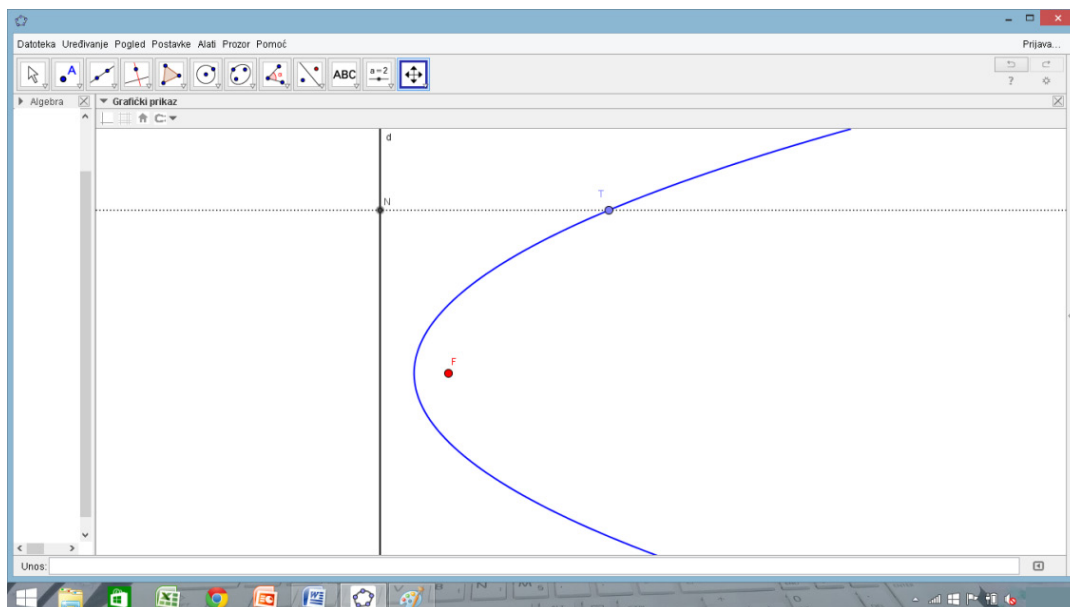 Datoteka Uređivanje Pogled Postavke Alati Prozor Pomoć Prijava...
ABC a=2
? 
Algebra Grafički prikaz
d
N
T
F
Unos: